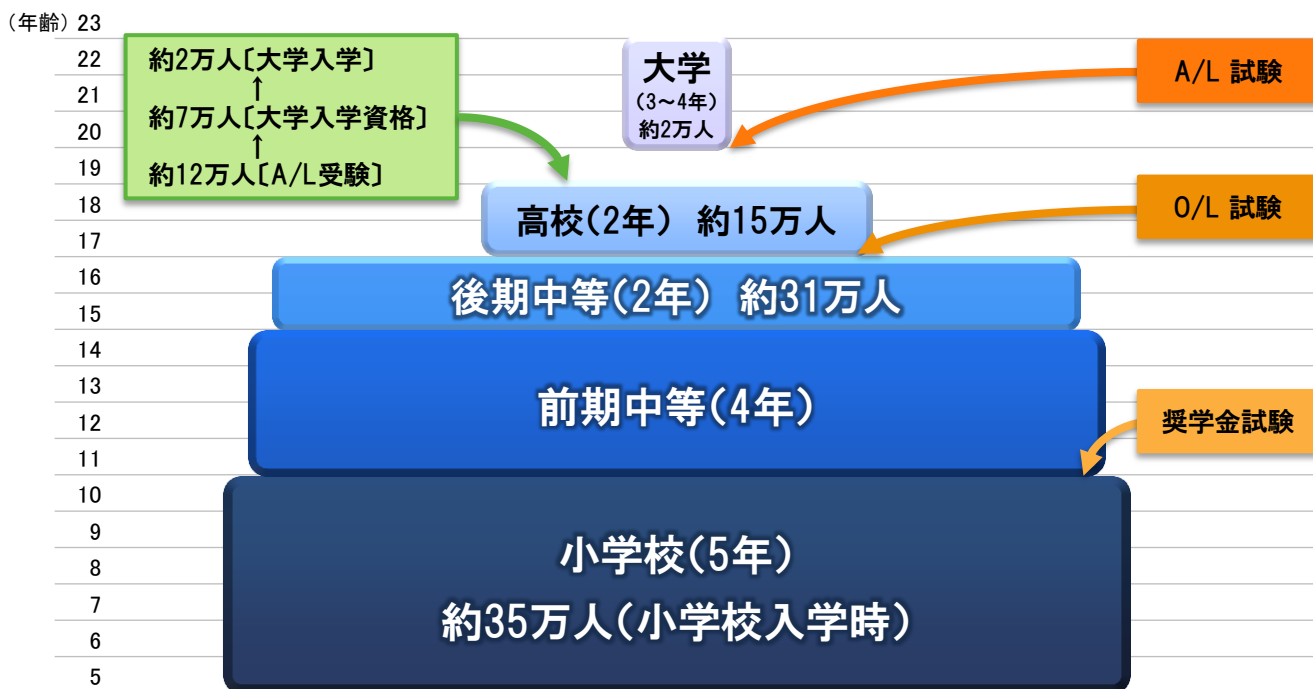 (年齢) 23
22
21
20
19
18
17
16
15
14
13
12
11
10
9
8
7
6
5
約2万人〔大学入学〕
↑
約7万人〔大学入学資格〕
↑
約12万人〔A/L受験〕
大学
(3~4年)
約2万人
A/L 試験
高校(2年) 約15万人
O/L 試験
後期中等(2年) 約31万人
前期中等(4年)
奨学金試験
小学校(5年)
約35万人(小学校入学時)